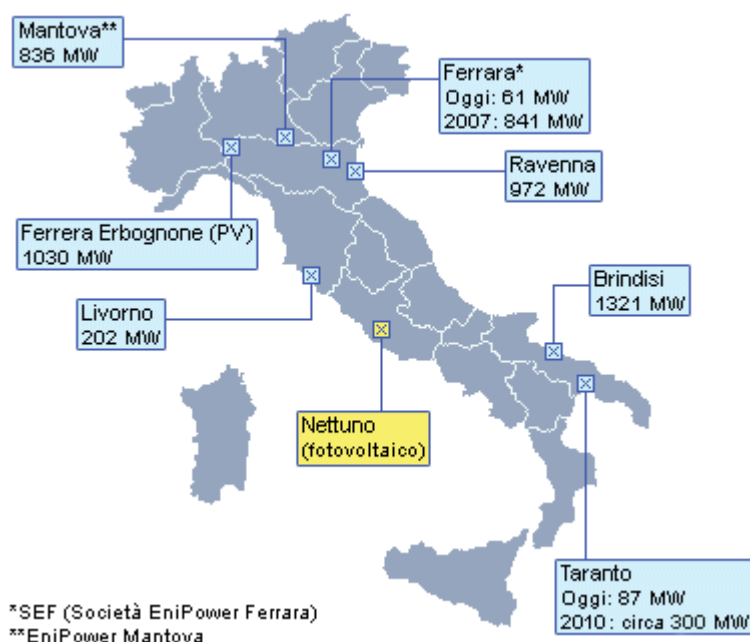 Mantova**
836 MW
Ferrara*
Oggi: 61 MW
2007: 841 MW
Ravenna
972 MW
Ferrera Erbognone (PV)
1030 MW
Brindisi
1321 MW
Livorno
202 MW
Nettuno
(fotovoltaico)
Taranto
Oggi: 87 MW
2010: circa 300 MW
*SEF (Società EniPower Ferrara)
**EniPower Mantova